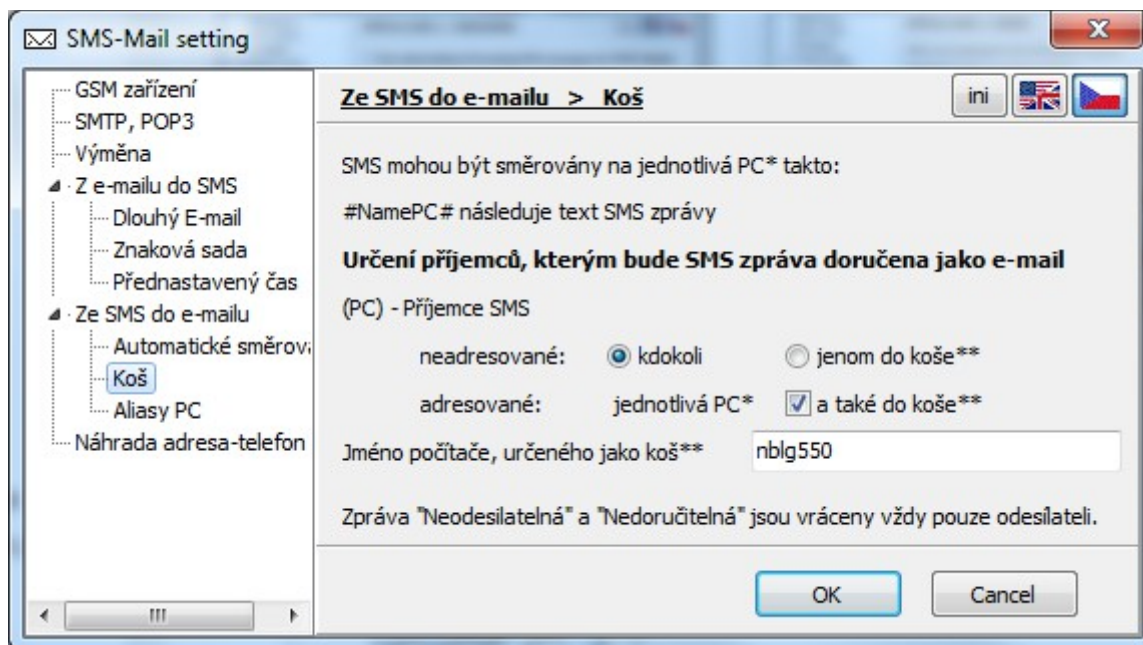 SMS-Mail setting
GSM zařízení
SMTP, POP3
Výměna
Z e-mailu do SMS
Dlouhý E-mail
Znaková sada
Přednastavený čas
Ze SMS do e-mailu
Automatické směrov
Koš
Aliasy PC
Náhrada adresa-telefon
Ze SMS do e-mailu > Koš
ini
SMS mohou být směrovány na jednotlivá PC* takto:
#NamePC# následuje text SMS zprávy
Určení příjemců, kterým bude SMS zpráva doručena jako e-mail
(PC) - Příjemce SMS
neadresované: kdokoli jenom do koše**
adresované: jednotlivá PC* a také do koše**
Jméno počítače, určeného jako koš** nblg550
Zpráva "Neodesilatelná" a "Nedoručitelná" jsou vráceny vždy pouze odesílateli.
OK Cancel